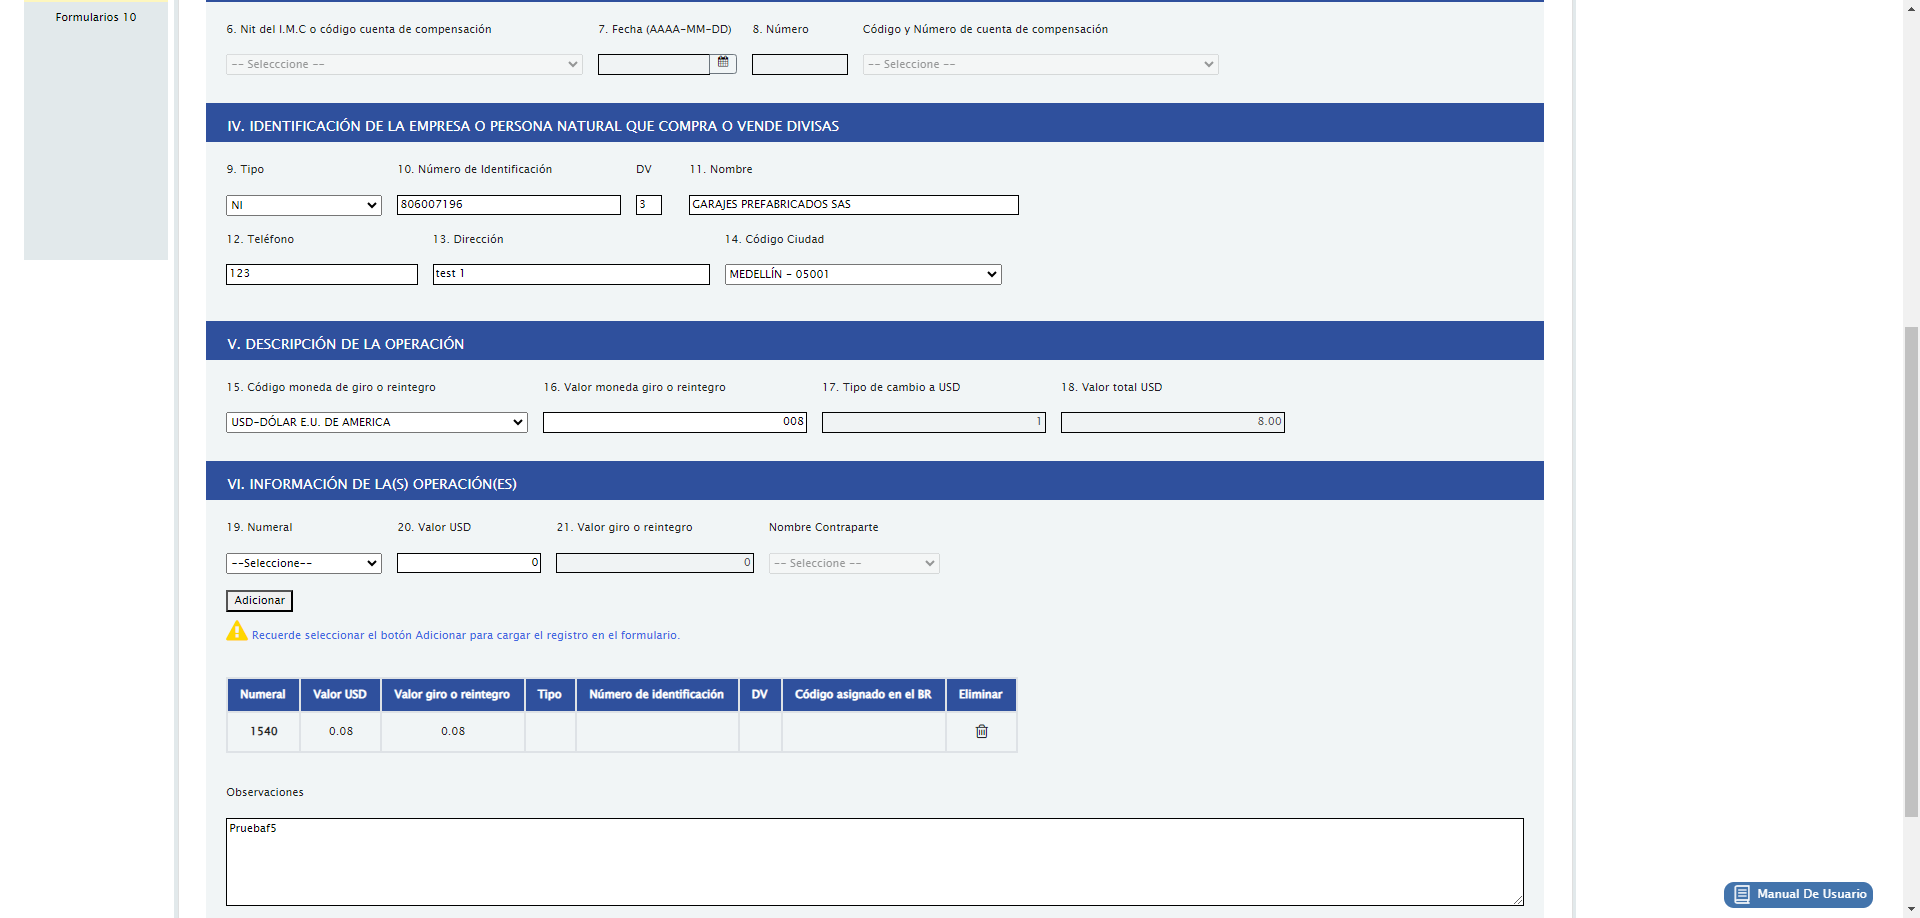 Formularios 10
6. Nit del I.M.C o código cuenta de compensación 7. Fecha (AAAA-MM-DD) 8. Número Código y Número de cuenta de compensación
-- Selecccione -- -- Seleccione --
IV. IDENTIFICACIÓN DE LA EMPRESA O PERSONA NATURAL QUE COMPRA O VENDE DIVISAS
9. Tipo 10. Número de Identificación DV 11. Nombre
NI 806007196 3 GARAJES PREFABRICADOS SAS
12. Teléfono 13. Dirección 14. Código Ciudad
123 test 1 MEDELLÍN - 05001
V. DESCRIPCIÓN DE LA OPERACIÓN
15. Código moneda de giro o reintegro 16. Valor moneda giro o reintegro 17. Tipo de cambio a USD 18. Valor total USD
USD-DÓLAR E.U. DE AMERICA 008 1 8.00
VI. INFORMACIÓN DE LA(S) OPERACIÓN(ES)
19. Numeral 20. Valor USD 21. Valor giro o reintegro Nombre Contraparte
--Seleccione-- 0 0 -- Seleccione --
Adicionar
Recuerde seleccionar el botón Adicionar para cargar el registro en el formulario.
Numeral Valor USD Valor giro o reintegro Tipo Número de identificación DV Código asignado en el BR Eliminar
1540 0.08 0.08
Observaciones
Pruebaf5
Manual De Usuario